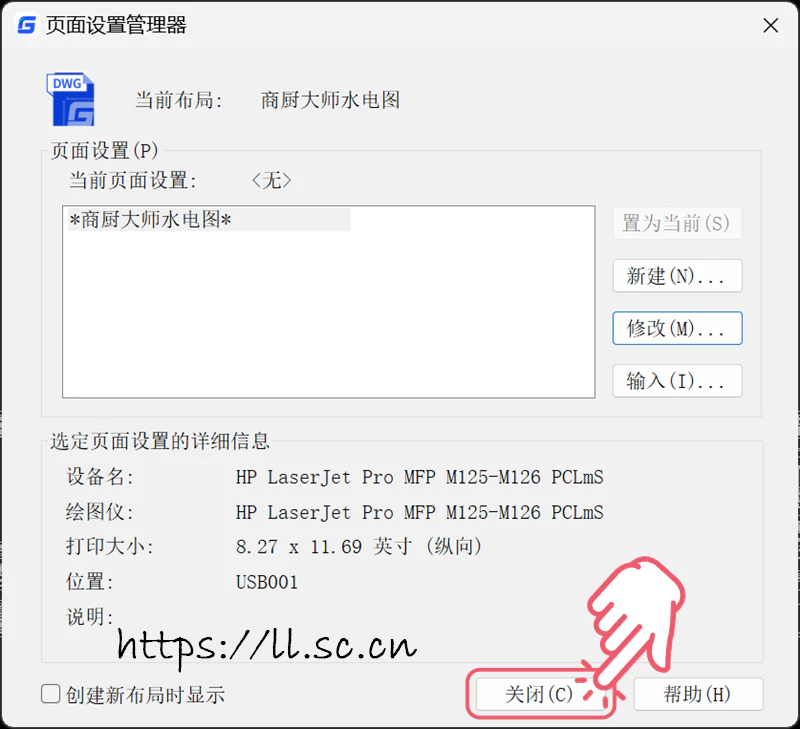 页面设置管理器
DWG
当前布局: 商厨大师水电图
页面设置(P)
当前页面设置: <无>
*商厨大师水电图*
置为当前(S)
新建(N)...
修改(M)...
输入(I)...
选定页面设置的详细信息
设备名: HP LaserJet Pro MFP M125-M126 PCLmS
绘图仪: HP LaserJet Pro MFP M125-M126 PCLmS
打印大小: 8.27 x 11.69 英寸 (纵向)
位置: USB001
说明:
https://ll.sc.cn
创建新布局时显示
关闭(C)
帮助(H)